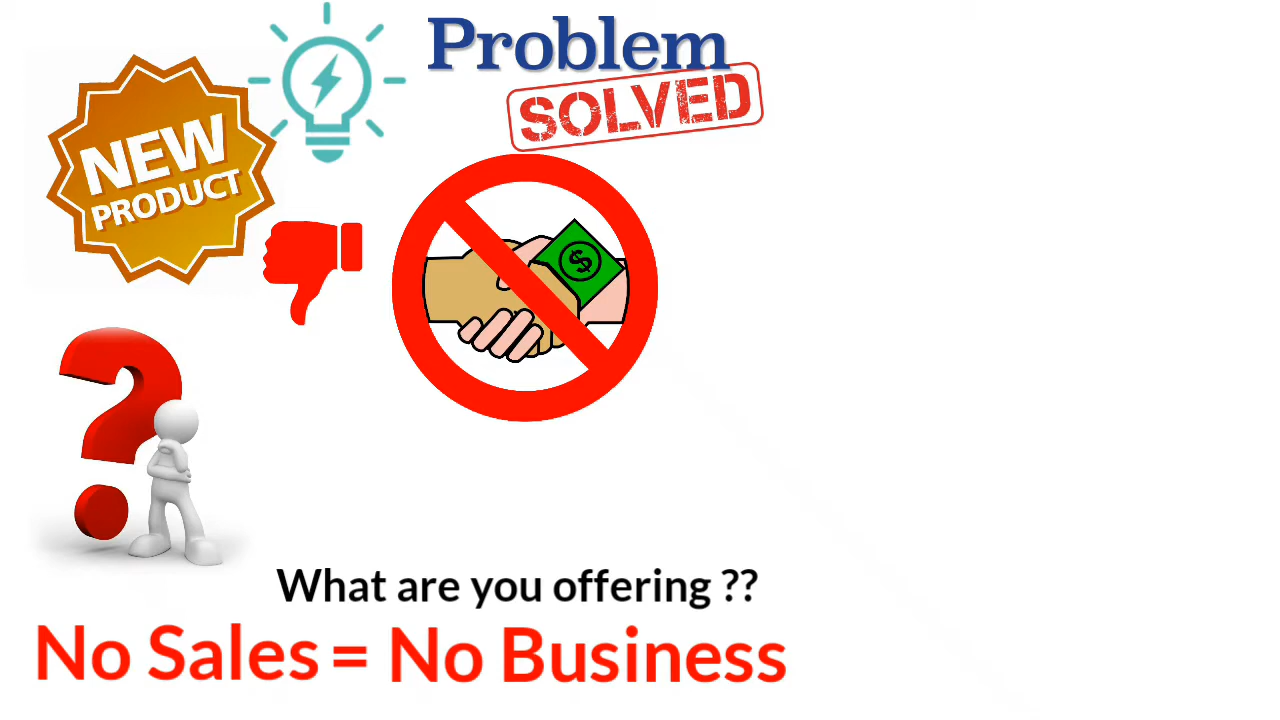 Problem
SOLVED
NEW
PRODUCT
$
What are you offering ??
No Sales = No Business